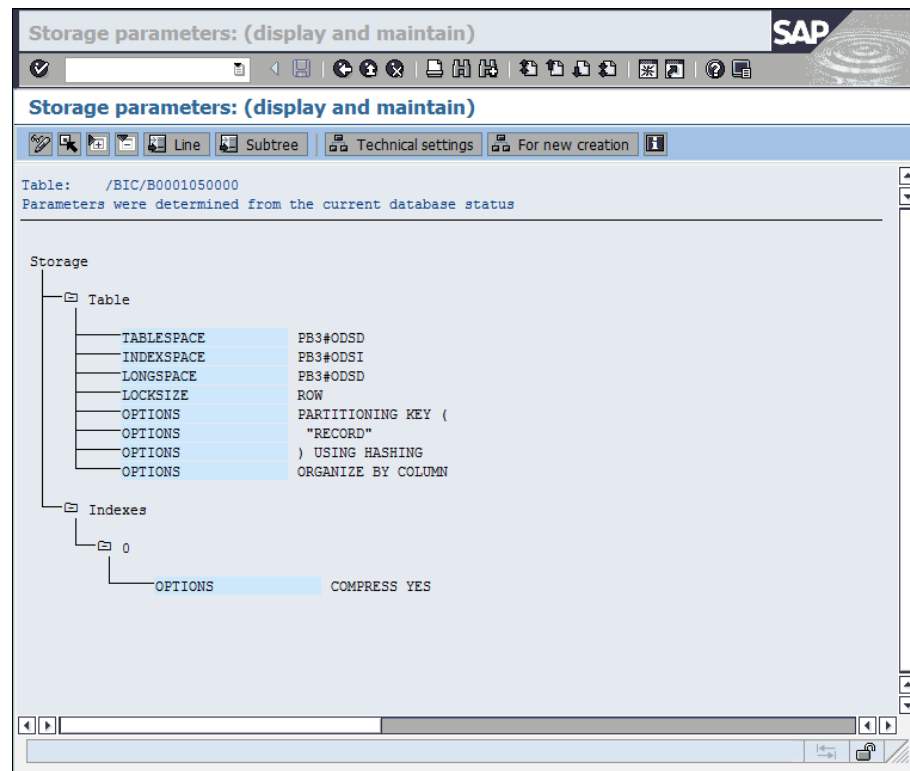 Storage parameters: (display and maintain)
SAP
Storage parameters: (display and maintain)
Line
Subtree
Technical settings
For new creation
Table: /BIC/B0001050000
Parameters were determined from the current database status
Storage
Table
TABLESPACE PB3#ODSD
INDEXSPACE PB3#ODSI
LONGSPACE PB3#ODSD
LOCKSIZE ROW
OPTIONS PARTITIONING KEY (
OPTIONS "RECORD"
OPTIONS ) USING HASHING
OPTIONS ORGANIZE BY COLUMN
Indexes
0
OPTIONS COMPRESS YES